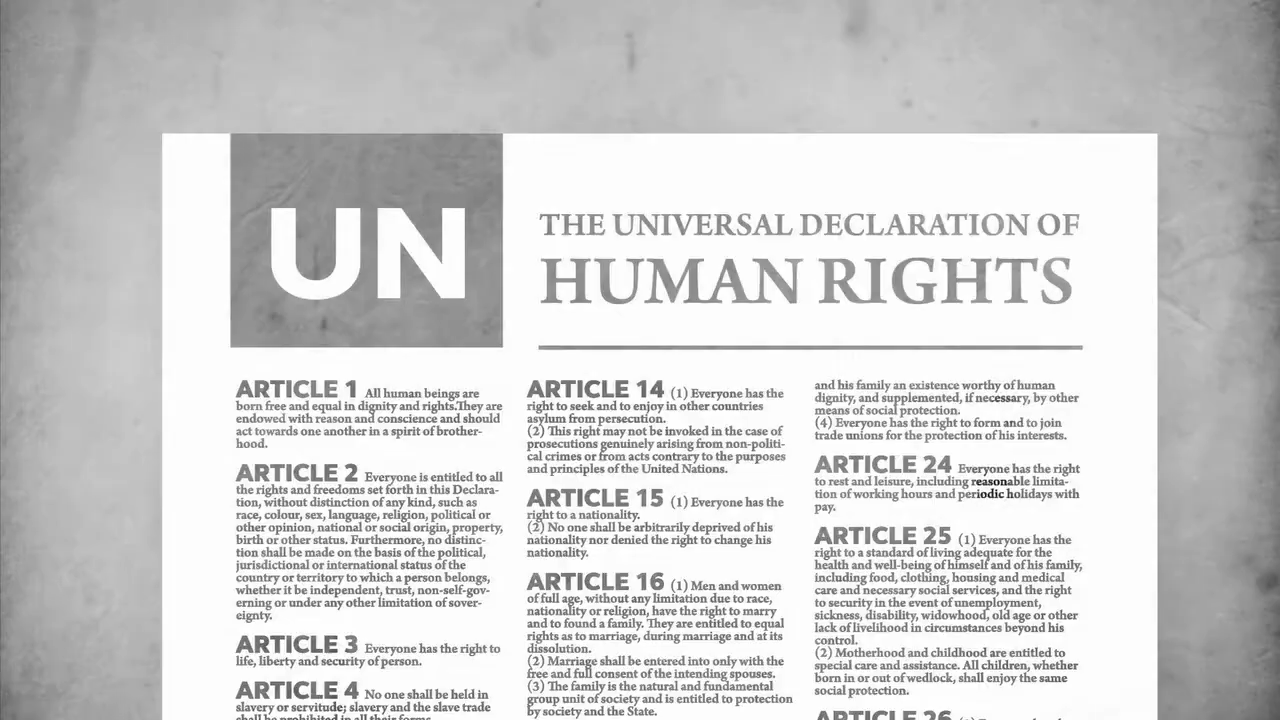 UN
THE UNIVERSAL DECLARATION OF
HUMAN RIGHTS
ARTICLE 1 All human beings are
born free and equal in dignity and rights.They are
endowed with reason and conscience and should
act towards one another in a spirit of brother-
hood.
ARTICLE 2 Everyone is entitled to all
the rights and freedoms set forth in this Declara-
tion, without distinction of any kind, such as
race, colour, sex, language, religion, political or
other opinion, national or social origin, property,
birth or other status. Furthermore, no distinc-
tion shall be made on the basis of the political,
jurisdictional or international status of the
country or territory to which a person belongs,
whether it be independent, trust, non-self-gov-
erning or under any other limitation of sover-
eignty.
ARTICLE 3 Everyone has the right to
life, liberty and security of person.
ARTICLE 4 No one shall be held in
slavery or servitude; slavery and the slave trade
shall be prohibited in all their forms.
ARTICLE 14 (1) Everyone has the
right to seek and to enjoy in other countries
asylum from persecution.
(2) This right may not be invoked in the case of
prosecutions genuinely arising from non-politi-
cal crimes or from acts contrary to the purposes
and principles of the United Nations.
ARTICLE 15 (1) Everyone has the
right to a nationality.
(2) No one shall be arbitrarily deprived of his
nationality nor denied the right to change his
nationality.
ARTICLE 16 (1) Men and women
of full age, without any limitation due to race,
nationality or religion, have the right to marry
and to found a family. They are entitled to equal
rights as to marriage, during marriage and at its
dissolution.
(2) Marriage shall be entered into only with the
free and full consent of the intending spouses.
(3) The family is the natural and fundamental
group unit of society and is entitled to protection
by society and the State.
and his family an existence worthy of human
dignity, and supplemented, if necessary, by other
means of social protection.
(4) Everyone has the right to form and to join
trade unions for the protection of his interests.
ARTICLE 24 Everyone has the right
to rest and leisure, including reasonable limita-
tion of working hours and periodic holidays with
pay.
ARTICLE 25 (1) Everyone has the
right to a standard of living adequate for the
health and well-being of himself and of his family,
including food, clothing, housing and medical
care and necessary social services, and the right
to security in the event of unemployment,
sickness, disability, widowhood, old age or other
lack of livelihood in circumstances beyond his
control.
(2) Motherhood and childhood are entitled to
special care and assistance. All children, whether
born in or out of wedlock, shall enjoy the same
social protection.
ARTICLE 26